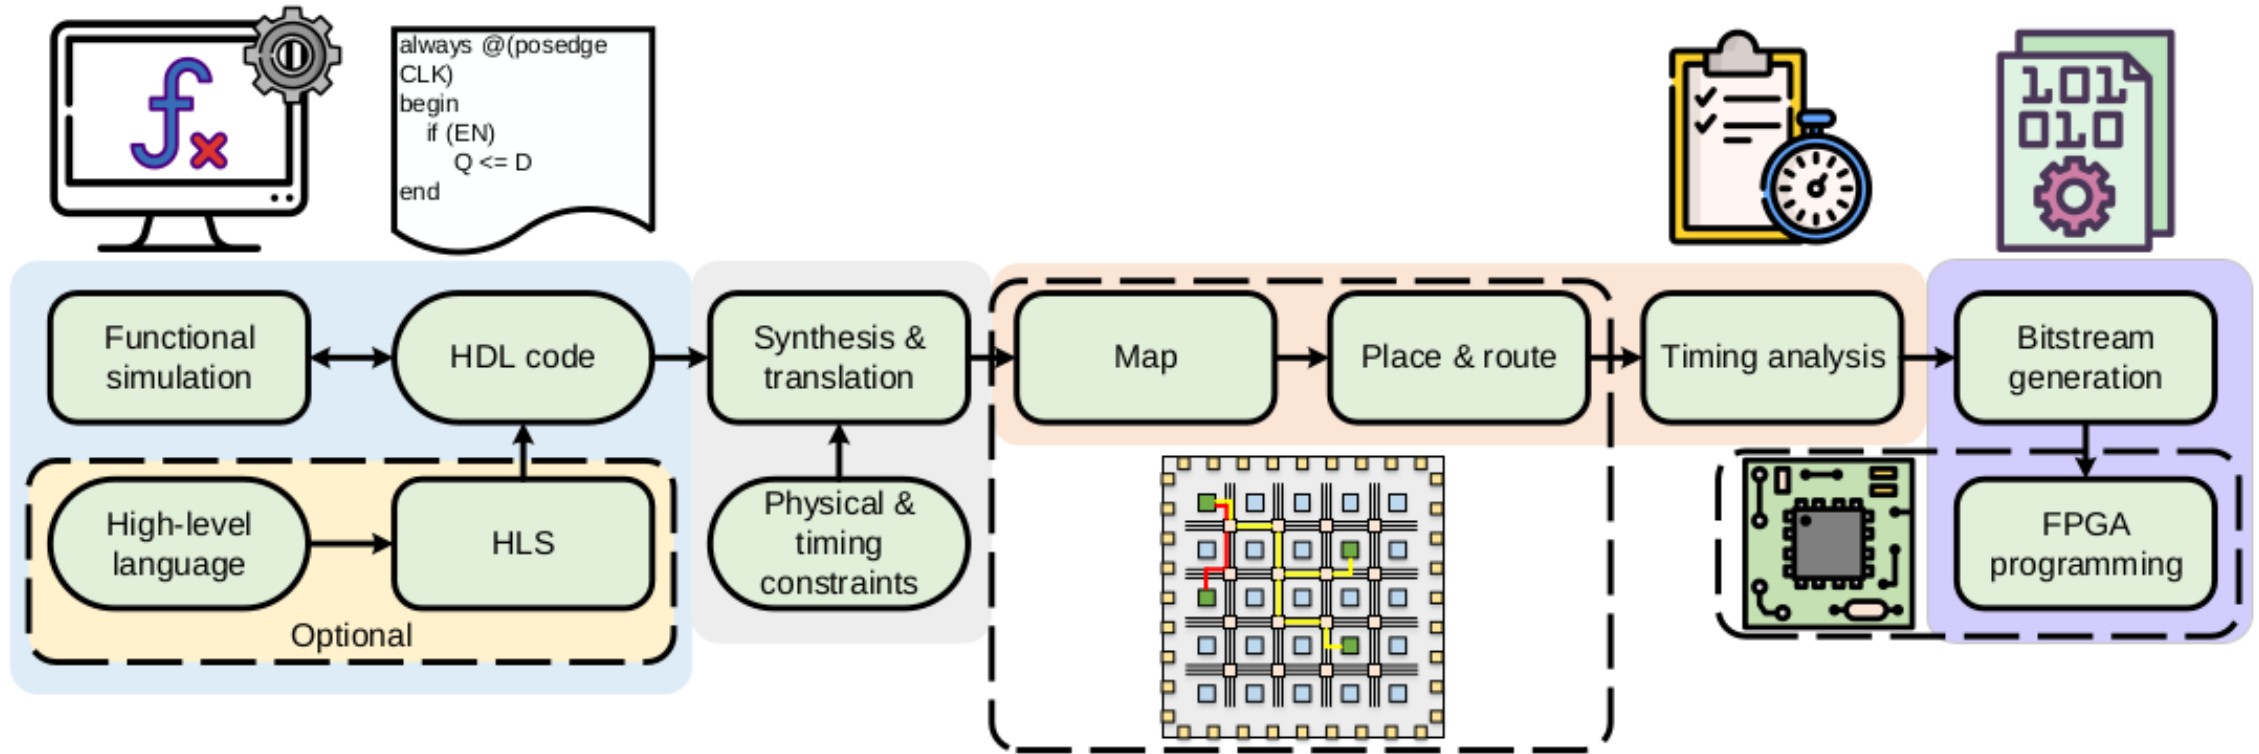 always @(posedge
CLK)
begin
if (EN)
Q <= D
end
101
010
Functional
simulation
HDL code
Synthesis &
translation
Map
Place & route
Timing analysis
Bitstream
generation
High-level
language
HLS
Optional
Physical &
timing
constraints
FPGA
programming